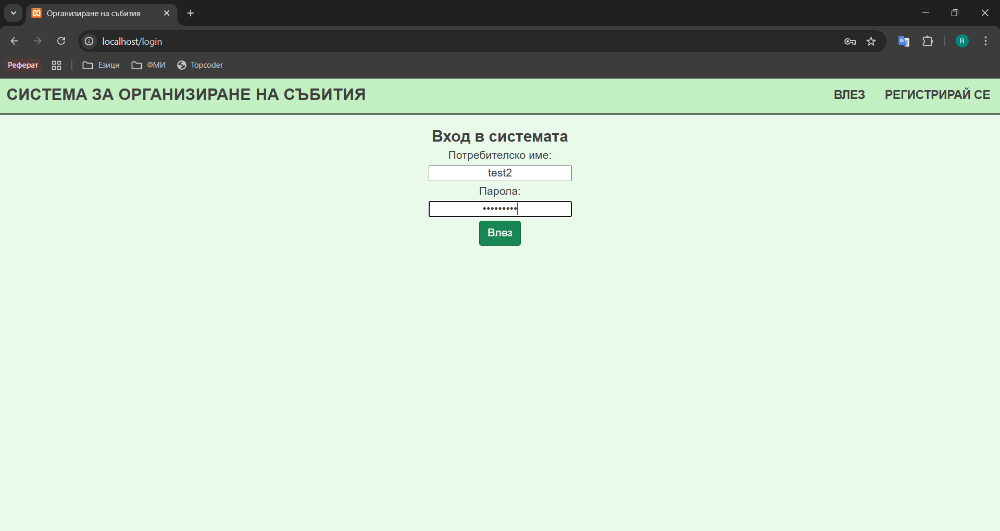 Организиране на събития
localhost/login
R
Реферат
Езици
ФМИ
Topcoder
СИСТЕМА ЗА ОРГАНИЗИРАНЕ НА СЪБИТИЯ
ВЛЕЗ
РЕГИСТРИРАЙ СЕ
Вход в системата
Потребителско име:
test2
Парола:
•••••••••
Влез